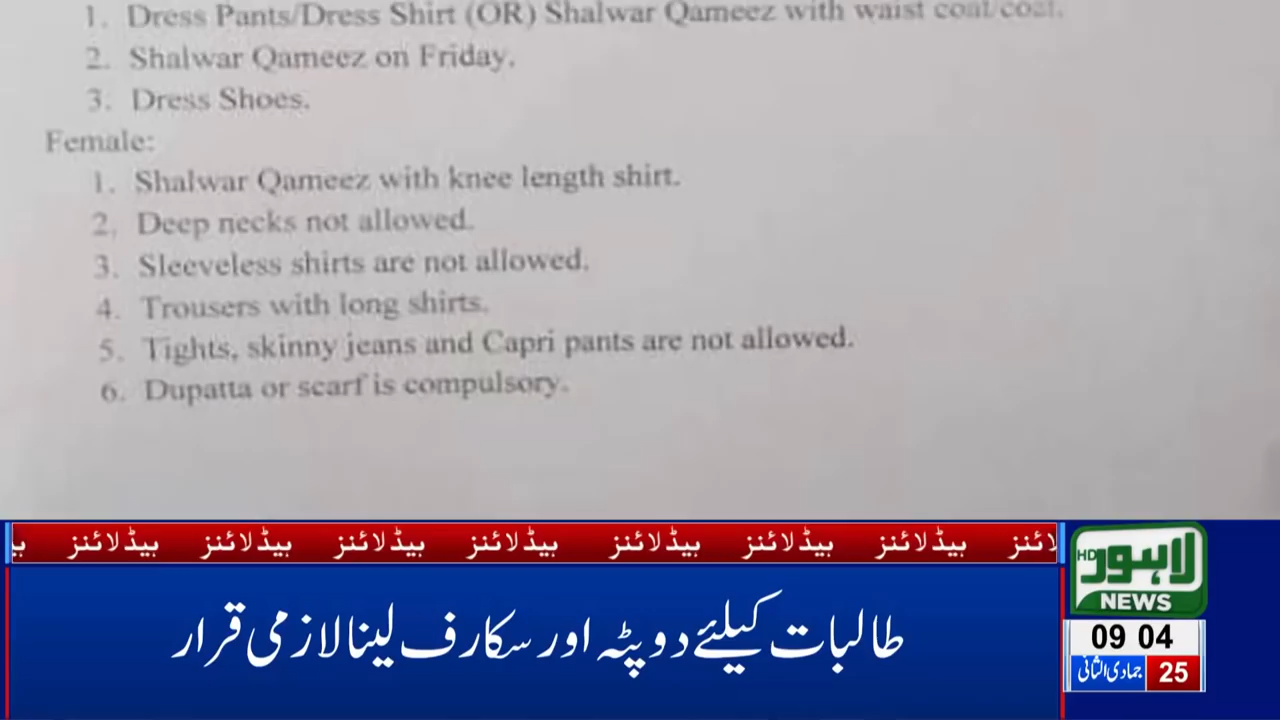 1. Dress Pants/Dress Shirt (OR) Shalwar Qameez with waist coat/coat.
2. Shalwar Qameez on Friday.
3. Dress Shoes.
Female:
1. Shalwar Qameez with knee length shirt.
2. Deep necks not allowed.
3. Sleeveless shirts are not allowed.
4. Trousers with long shirts.
5. Tights, skinny jeans and Capri pants are not allowed.
6. Dupatta or scarf is compulsory.
ہیڈلائنز ہیڈلائنز ہیڈلائنز ہیڈلائنز ہیڈلائنز ہیڈلائنز ہیڈلائنز
طالبات کیلئے دوپٹہ اور سکارف لینا لازمی قرار
لاہور HD
NEWS
09 04
25 جمادی الثانی